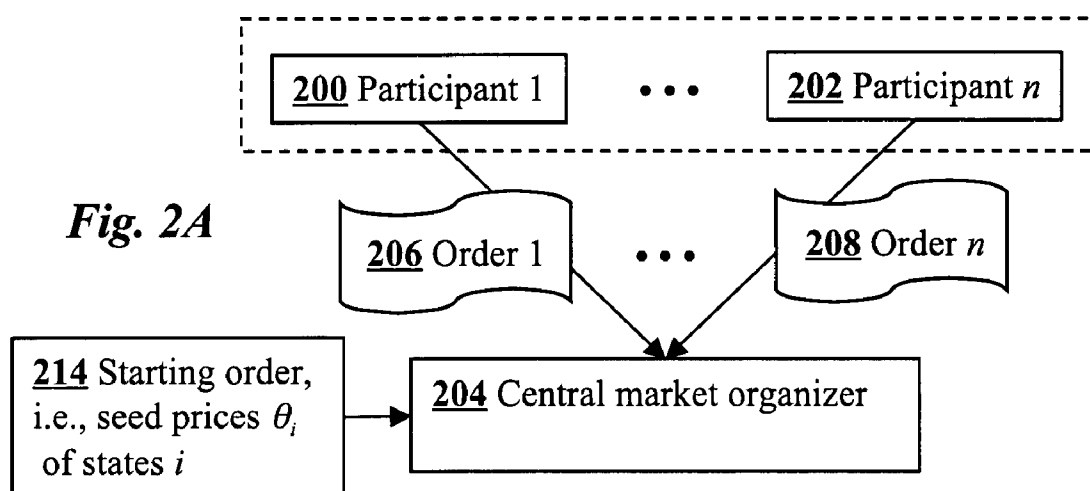 200 Participant 1
• • •
202 Participant n
Fig. 2A
206 Order 1
• • •
208 Order n
214 Starting order,
i.e., seed prices θi
of states i
204 Central market organizer